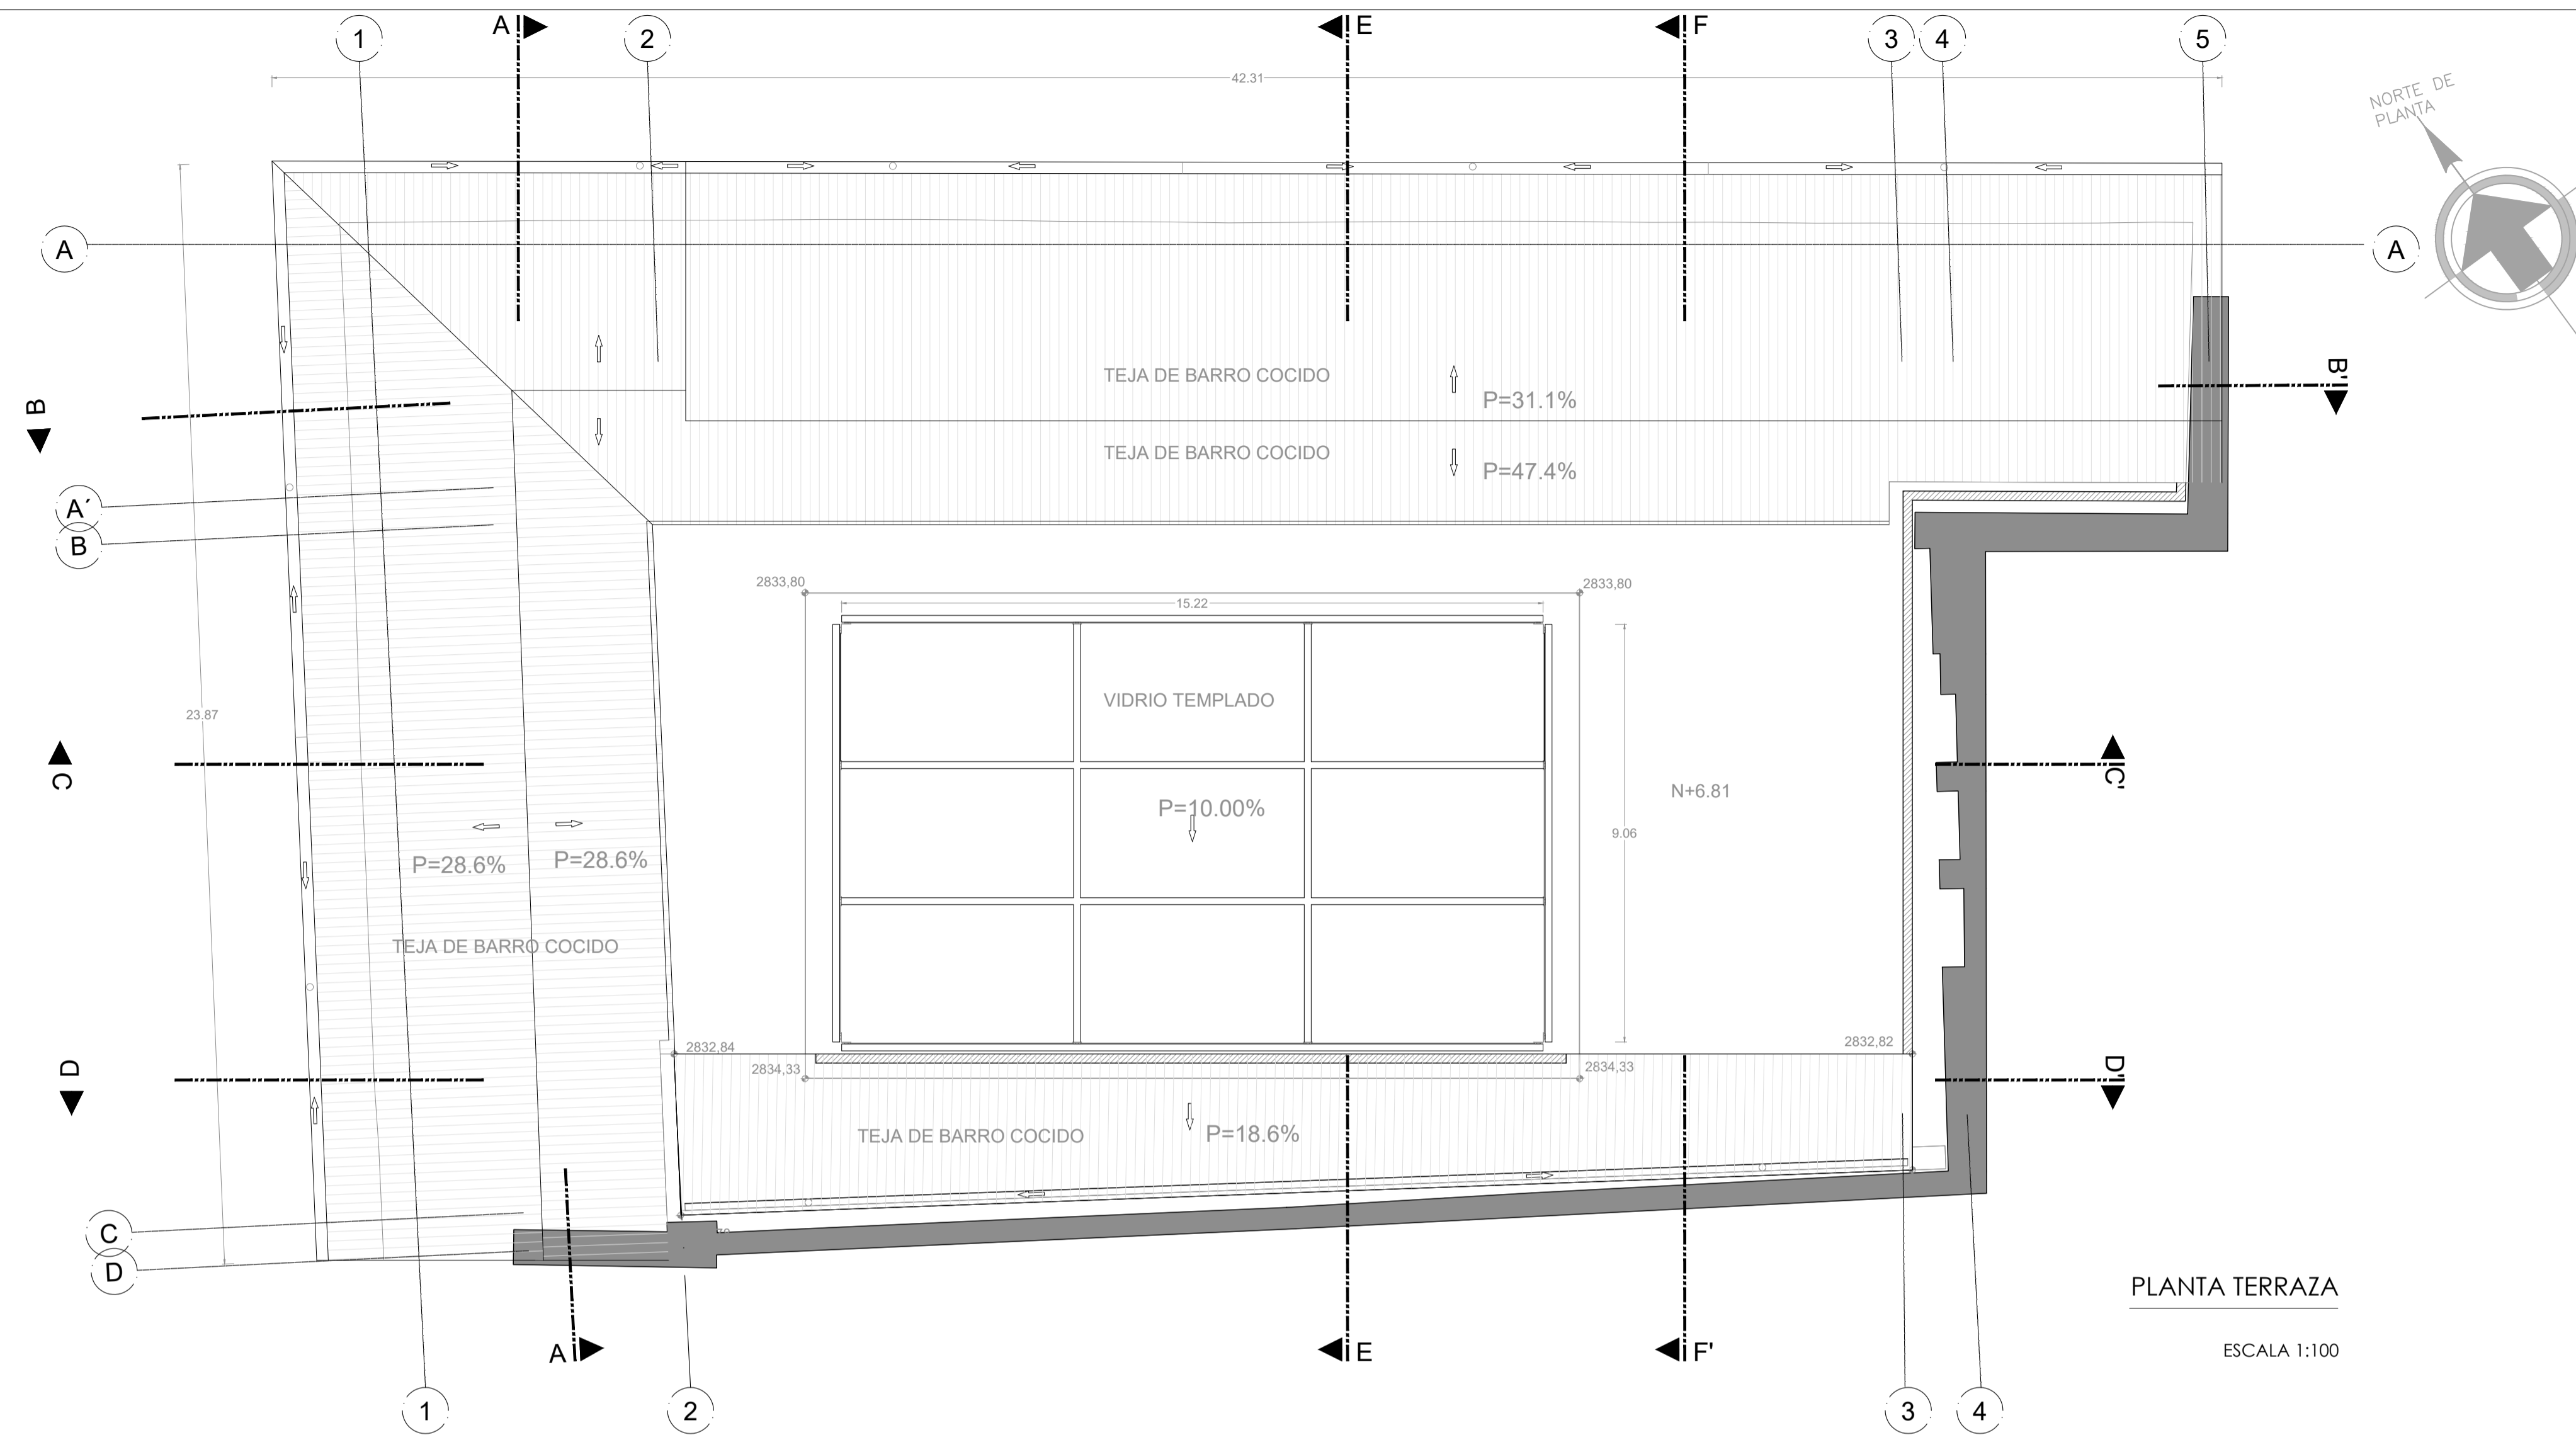 1
A
2
E
F
3
4
5
42.31
NORTE DE
PLANTA
A
A
B
B'
TEJA DE BARRO COCIDO
P=31.1%
TEJA DE BARRO COCIDO
P=47.4%
A´
B
2833,80
2833,80
15.22
23.87
VIDRIO TEMPLADO
C
C'
P=10.00%
N+6.81
9.06
P=28.6%
P=28.6%
TEJA DE BARRO COCIDO
2832,84
2832,82
D
D'
2834,33
2834,33
TEJA DE BARRO COCIDO
P=18.6%
C
D
PLANTA TERRAZA
ESCALA 1:100
A
E
F'
1
2
3
4